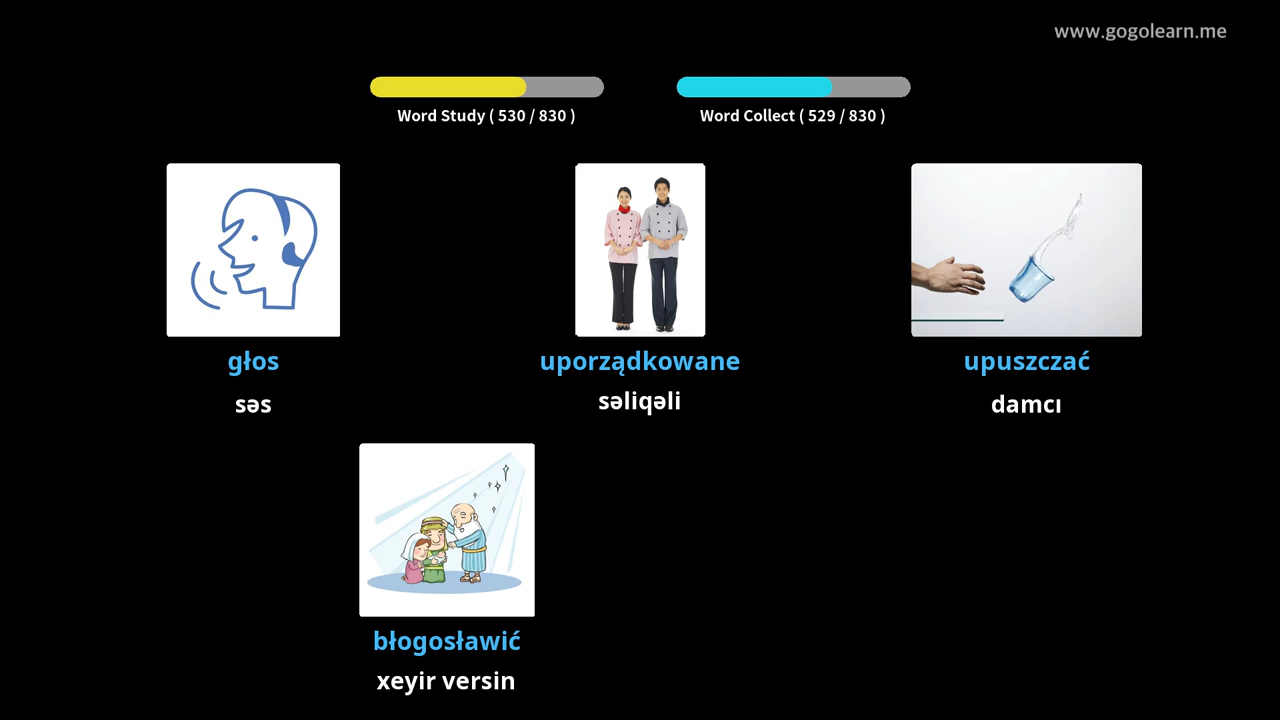 www.gogolearn.me
Word Study ( 530 / 830 )
Word Collect ( 529 / 830 )
głos
uporządkowane
upuszczać
səs
səliqəli
damcı
błogosławić
xeyir versin